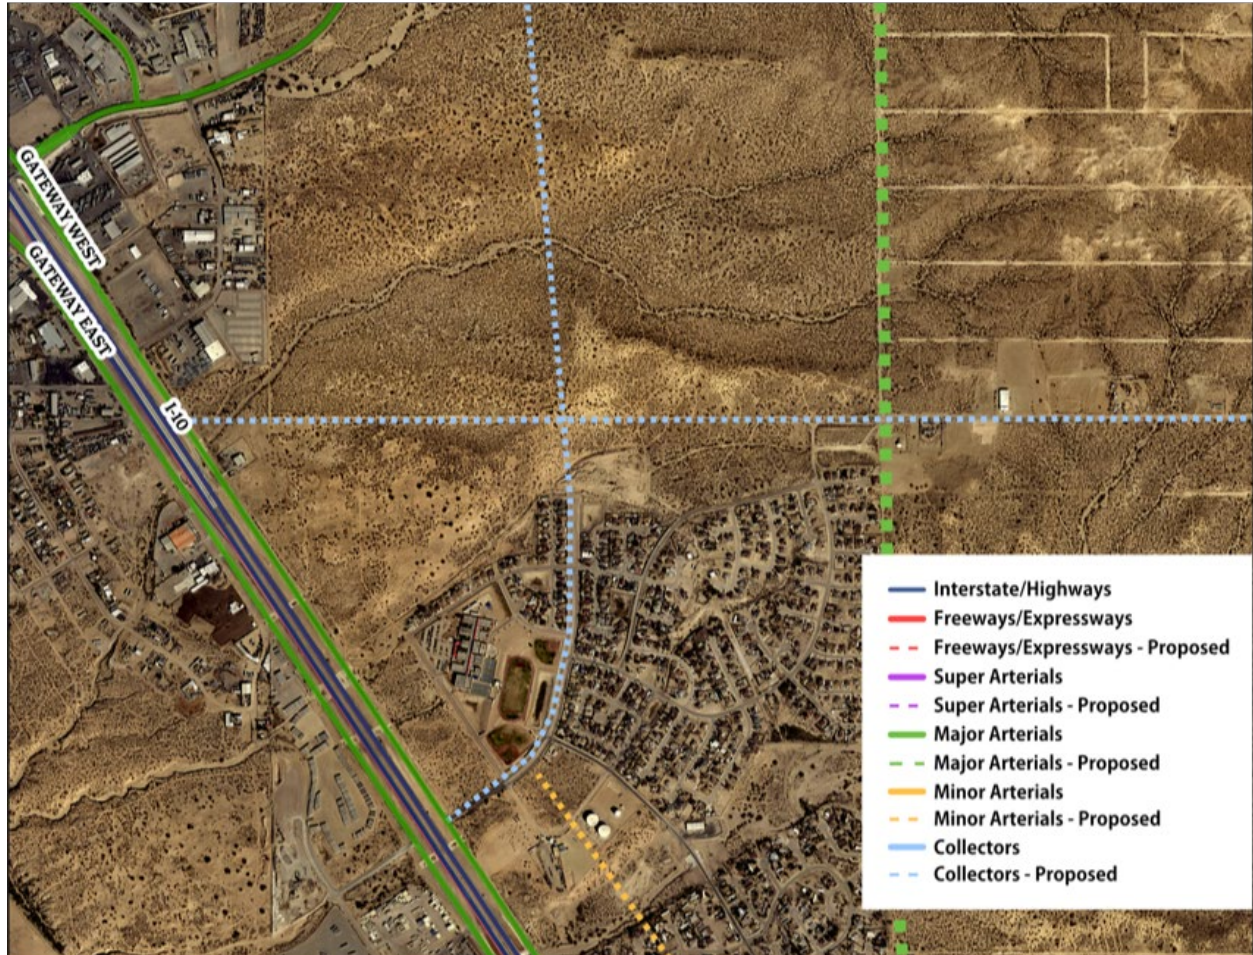 GATEWAY WEST
GATEWAY EAST
I-10
Interstate/Highways
Freeways/Expressways
Freeways/Expressways - Proposed
Super Arterials
Super Arterials - Proposed
Major Arterials
Major Arterials - Proposed
Minor Arterials
Minor Arterials - Proposed
Collectors
Collectors - Proposed